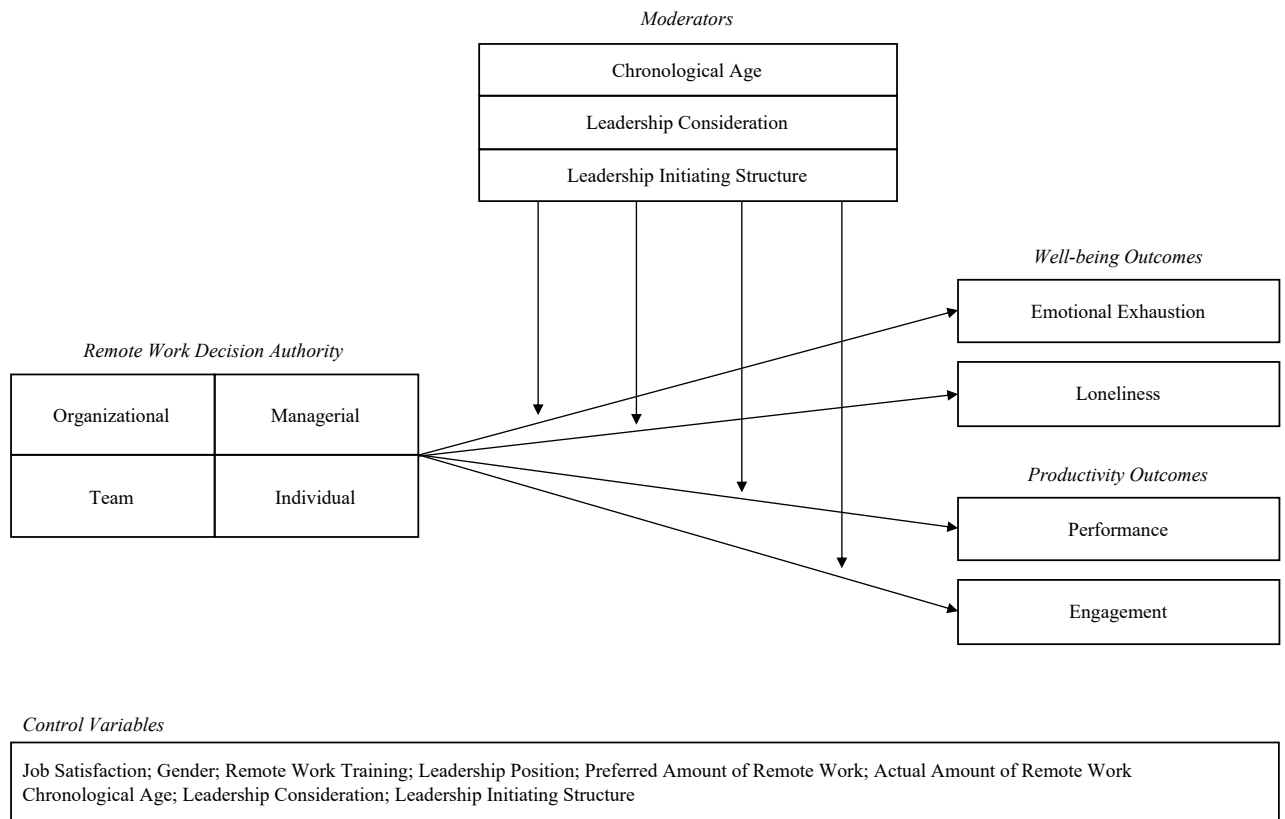 Moderators
Chronological Age
Leadership Consideration
Leadership Initiating Structure
Well-being Outcomes
Emotional Exhaustion
Loneliness
Remote Work Decision Authority
Organizational
Managerial
Team
Individual
Productivity Outcomes
Performance
Engagement
Control Variables
Job Satisfaction; Gender; Remote Work Training; Leadership Position; Preferred Amount of Remote Work; Actual Amount of Remote Work
Chronological Age; Leadership Consideration; Leadership Initiating Structure